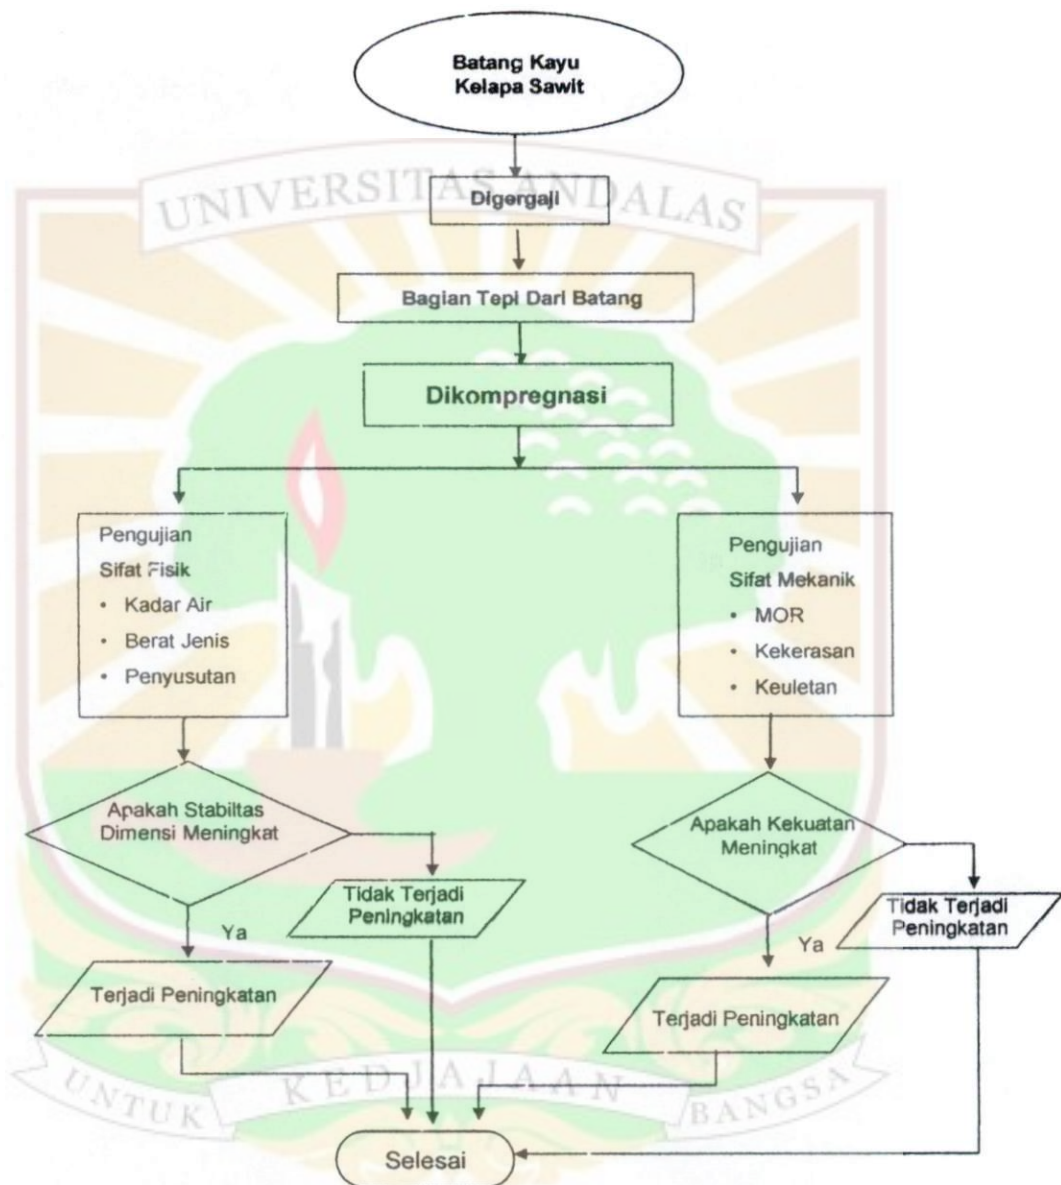 Batang Kayu
Kelapa Sawit
UNIVERSITAS ANDALAS
Digergaji
Bagian Tepi Dari Batang
Dikompregnasi
Pengujian
Sifat Fisik
• Kadar Air
• Berat Jenis
• Penyusutan
Pengujian
Sifat Mekanik
• MOR
• Kekerasan
• Keuletan
Apakah Stabiltas
Dimensi Meningkat
Apakah Kekuatan
Meningkat
Tidak Terjadi
Peningkatan
Tidak Terjadi
Peningkatan
Ya
Ya
Terjadi Peningkatan
Terjadi Peningkatan
UNTUK KEDJAJAAN BANGSA
Selesai